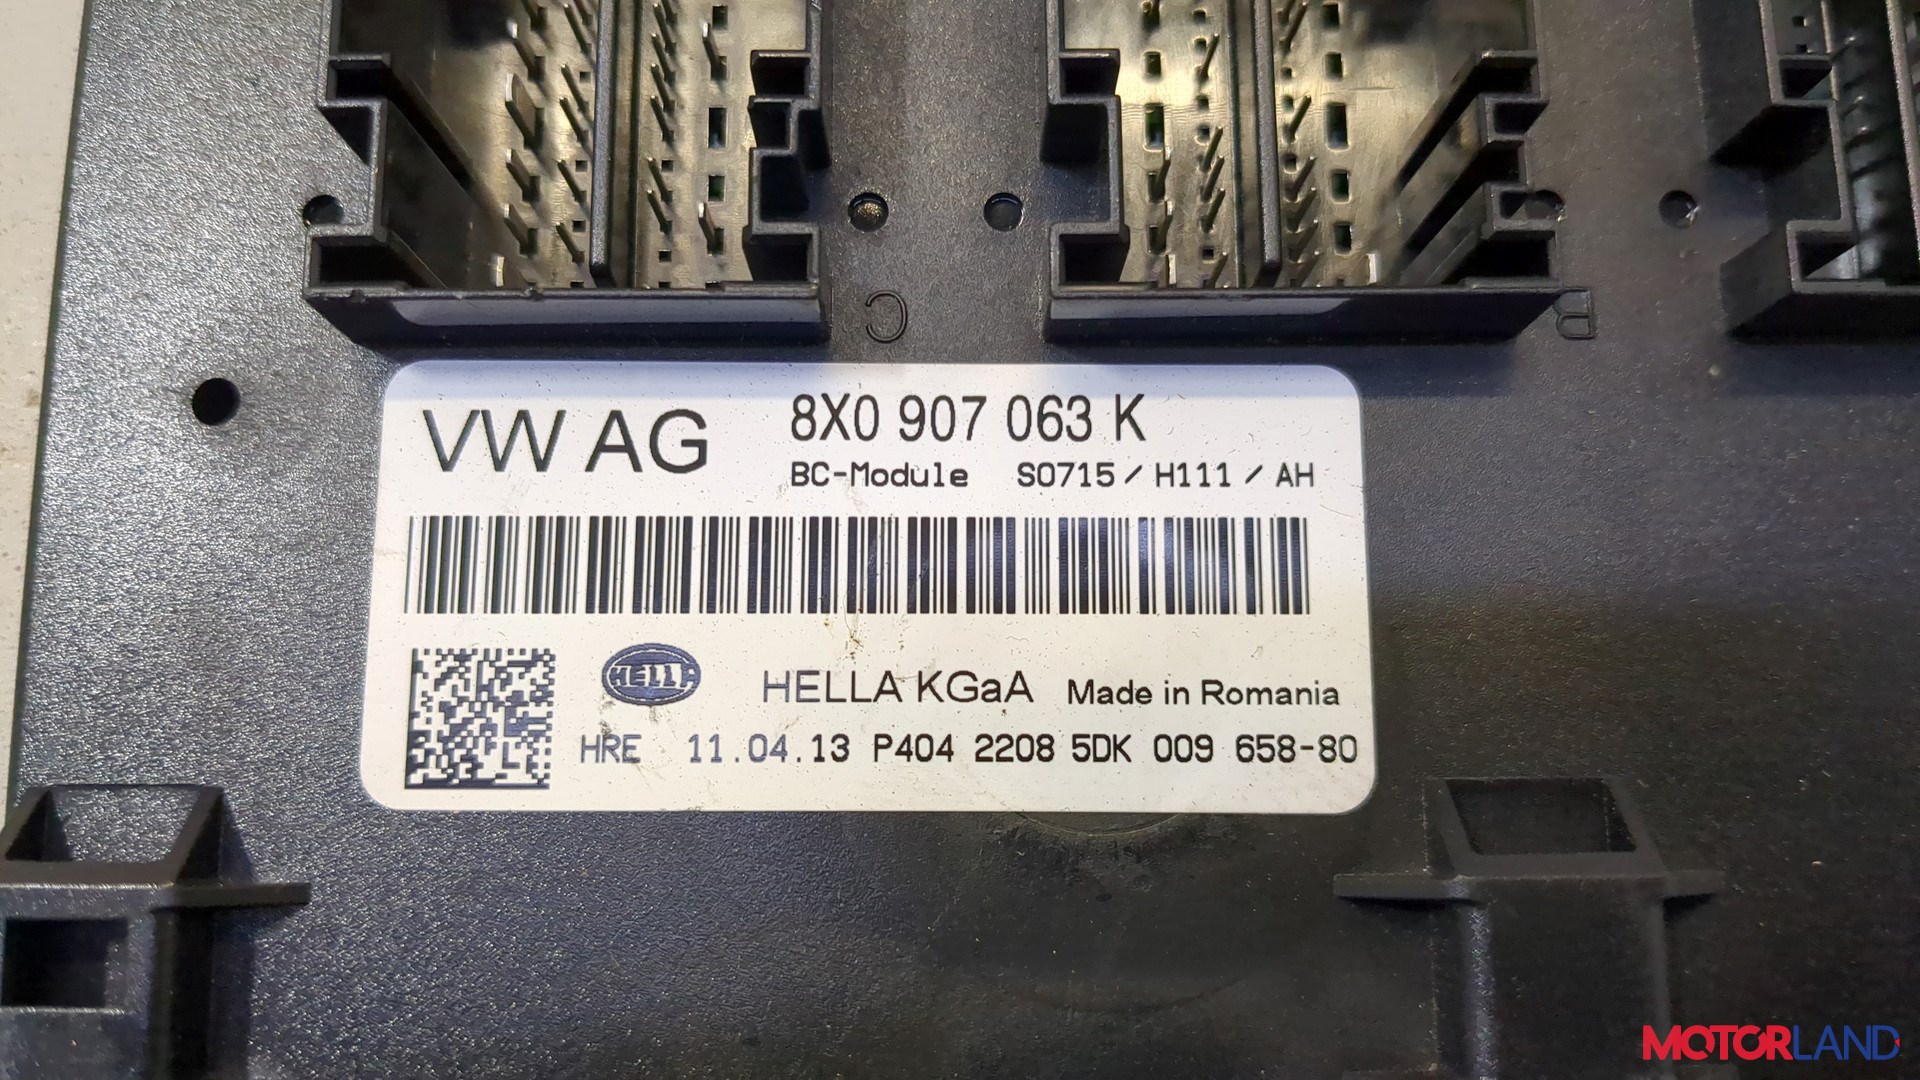 C
B
VW AG
8X0 907 063 K
BC-Module S0715 / H111 / AH
HELLA
HELLA KGaA Made in Romania
HRE 11.04.13 P404 2208 5DK 009 658-80
MOTORLAND